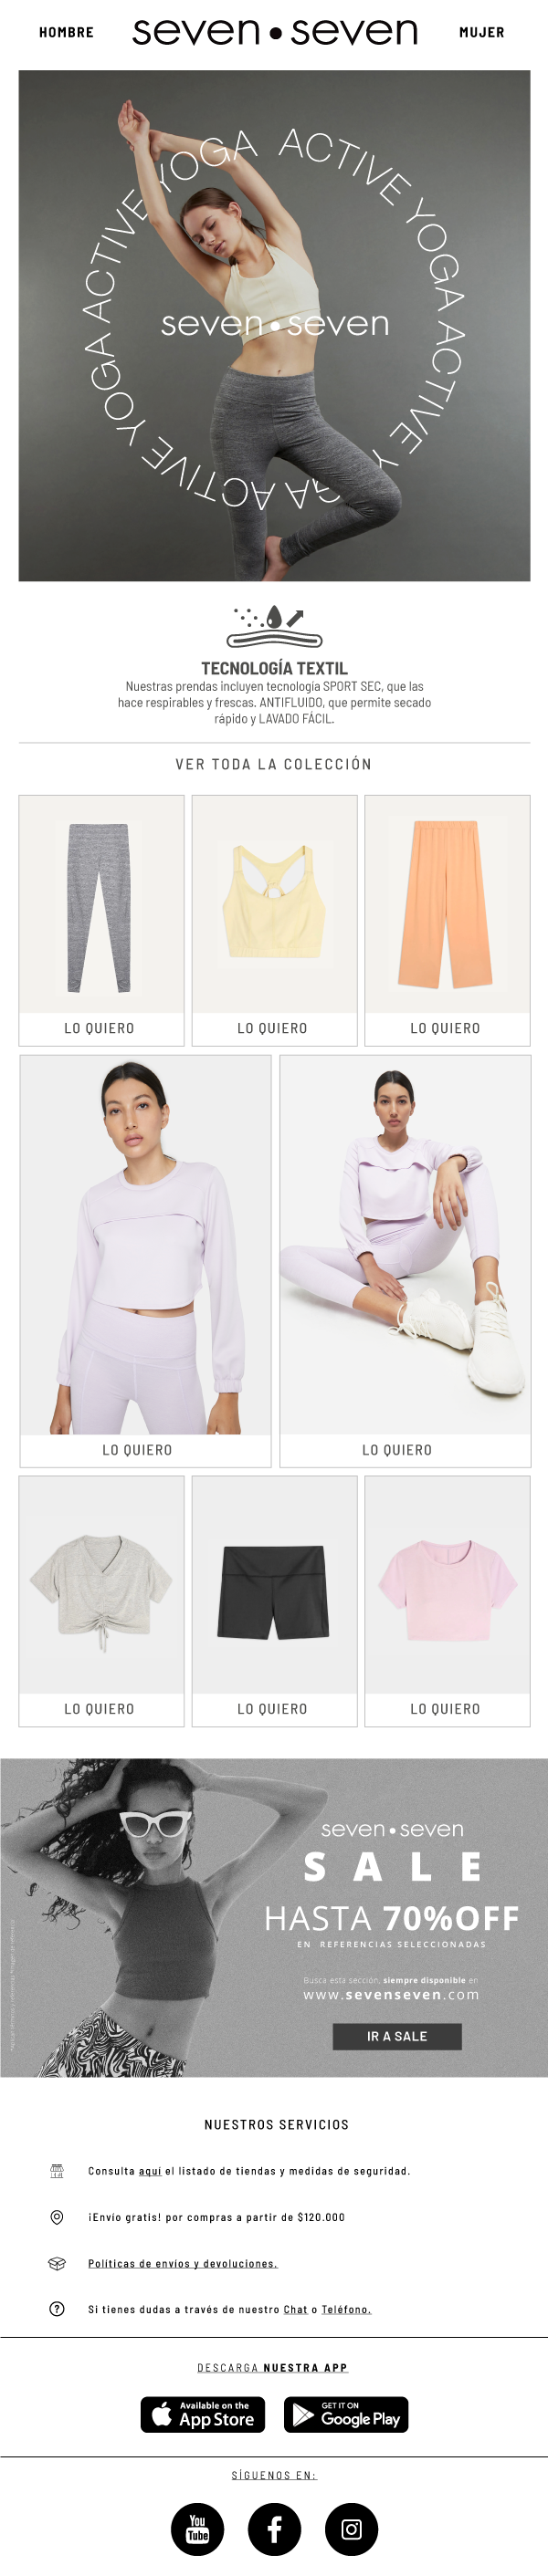 HOMBRE
seven•seven
MUJER
ACTIVE YOGA ACTIVE YOGA ACTIVE YOGA ACTIVE YOGA
seven•seven
TECNOLOGÍA TEXTIL
Nuestras prendas incluyen tecnología SPORT SEC, que las
hace respirables y frescas. ANTIFLUIDO, que permite secado
rápido y LAVADO FÁCIL.
VER TODA LA COLECCIÓN
LO QUIERO
LO QUIERO
LO QUIERO
LO QUIERO
LO QUIERO
LO QUIERO
LO QUIERO
LO QUIERO
seven•seven
SALE
HASTA 70%OFF
EN REFERENCIAS SELECCIONADAS
Busca esta sección, siempre disponible en
www.sevenseven.com
IR A SALE
NUESTROS SERVICIOS
Consulta aquí el listado de tiendas y medidas de seguridad.
¡Envío gratis! por compras a partir de $120.000
Políticas de envíos y devoluciones.
Si tienes dudas a través de nuestro Chat o Teléfono.
DESCARGA NUESTRA APP
Available on the
App Store
GET IT ON
Google Play
SÍGUENOS EN:
You
Tube